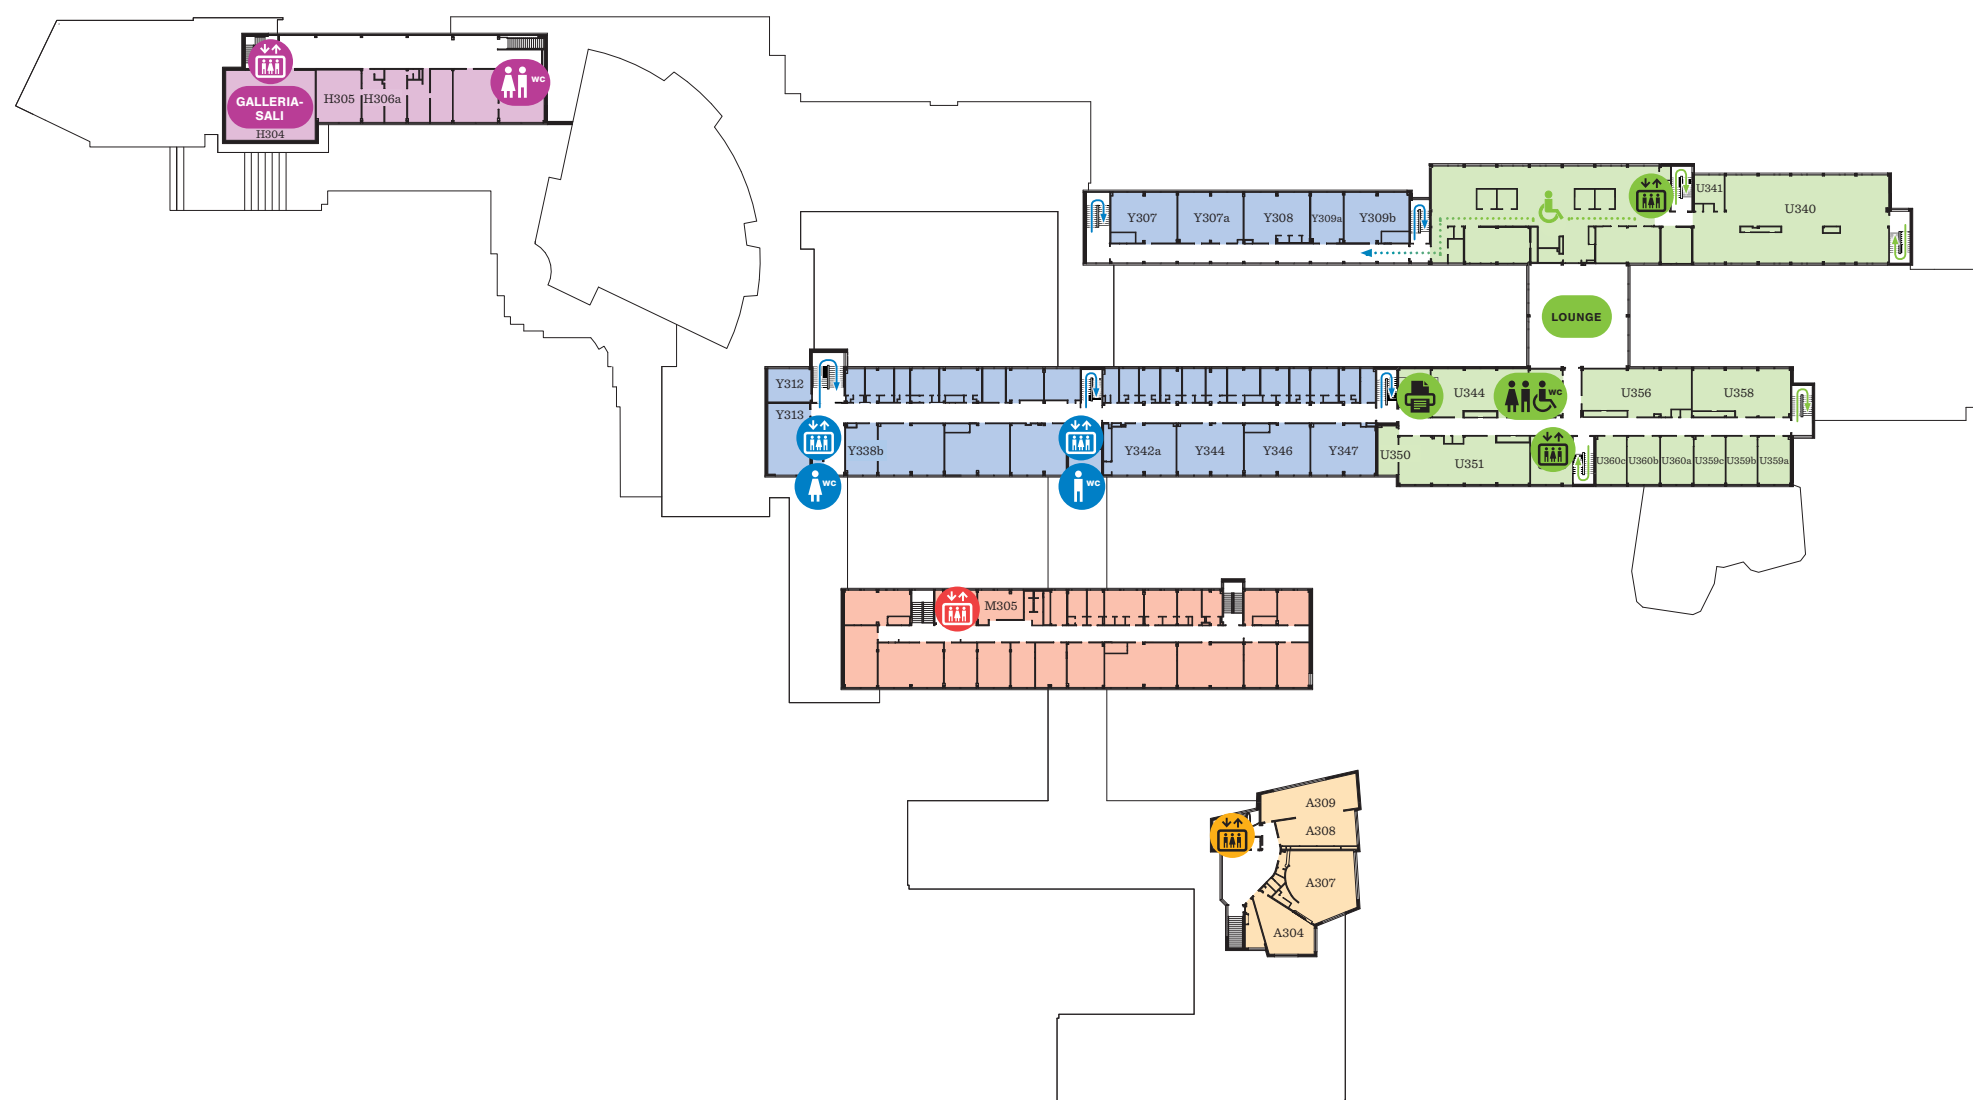 GALLERIA-
SALI
H304
H305
H306a
WC
Y307
Y307a
Y308
Y309a
Y309b
U341
U340
LOUNGE
Y312
Y313
WC
Y338b
WC
Y342a
Y344
Y346
Y347
U344
WC
U356
U358
U350
U351
U360c
U360b
U360a
U359c
U359b
U359a
M305
A309
A308
A307
A304